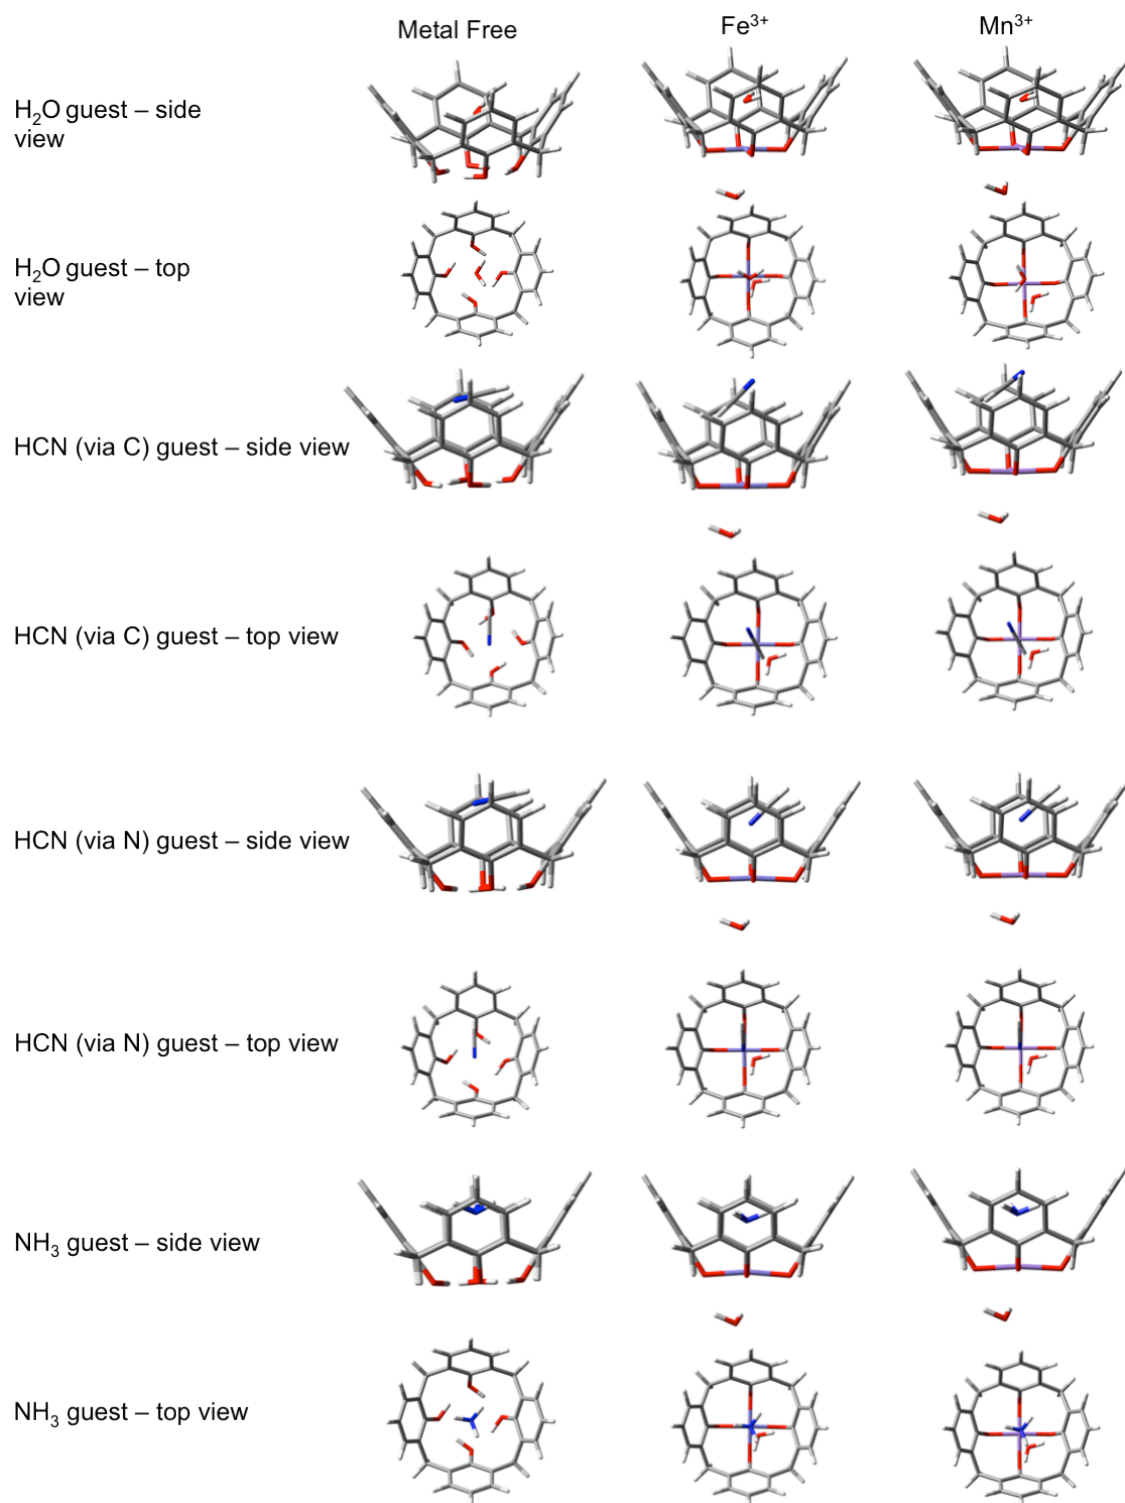 Metal Free Fe³⁺ Mn³⁺
H₂O guest – side
view
H₂O guest – top
view
HCN (via C) guest – side view
HCN (via C) guest – top view
HCN (via N) guest – side view
HCN (via N) guest – top view
NH₃ guest – side view
NH₃ guest – top view